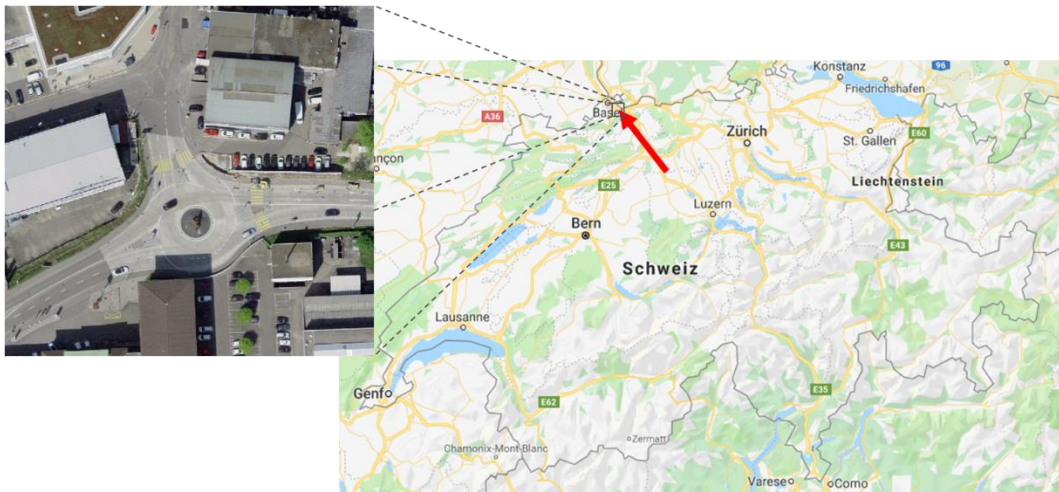 Konstanz
96
Friedrichshafen
Basel
A36
Zürich
St. Gallen
E60
ançon
Liechtenstein
E25
Luzern
Bern
E43
Schweiz
Lausanne
E35
Genf
E62
Zermatt
Chamonix-Mont-Blanc
Varese
Como